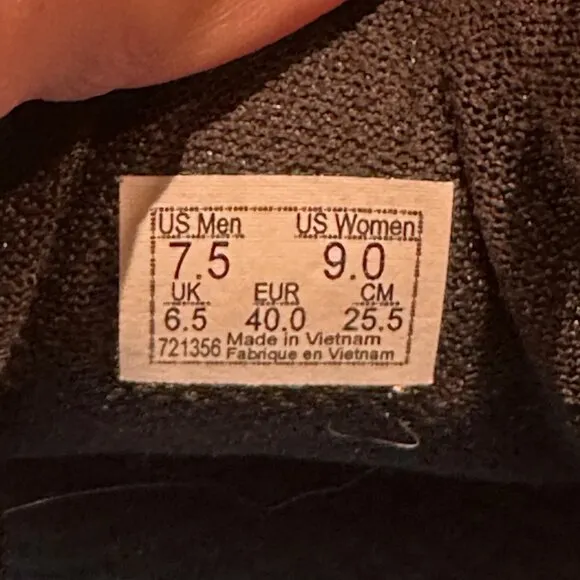 US Men US Women
7.5 9.0
UK EUR CM
6.5 40.0 25.5
721356 Made in Vietnam
Fabrique en Vietnam